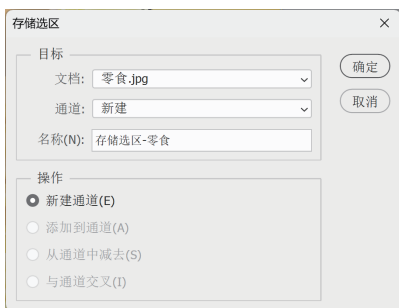 存储选区
目标
文档: 零食.jpg
通道: 新建
名称(N): 存储选区-零食
确定
取消
操作
新建通道(E)
添加到通道(A)
从通道中减去(S)
与通道交叉(I)